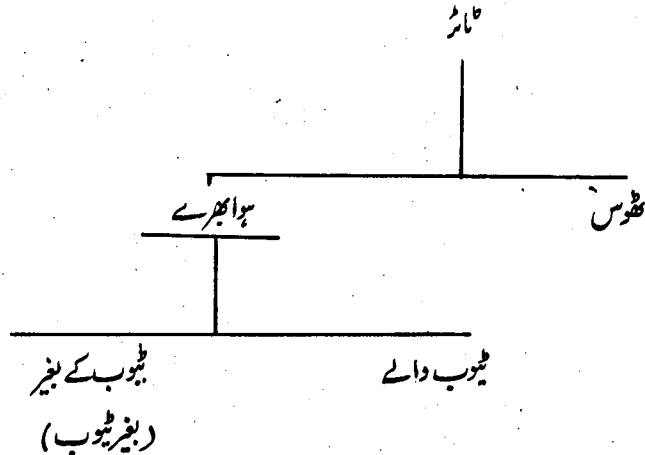 ٹائر
ٹھوس
ہوا بھرے
ٹیوب والے
ٹیوب کے بغیر
(بغیر ٹیوب)